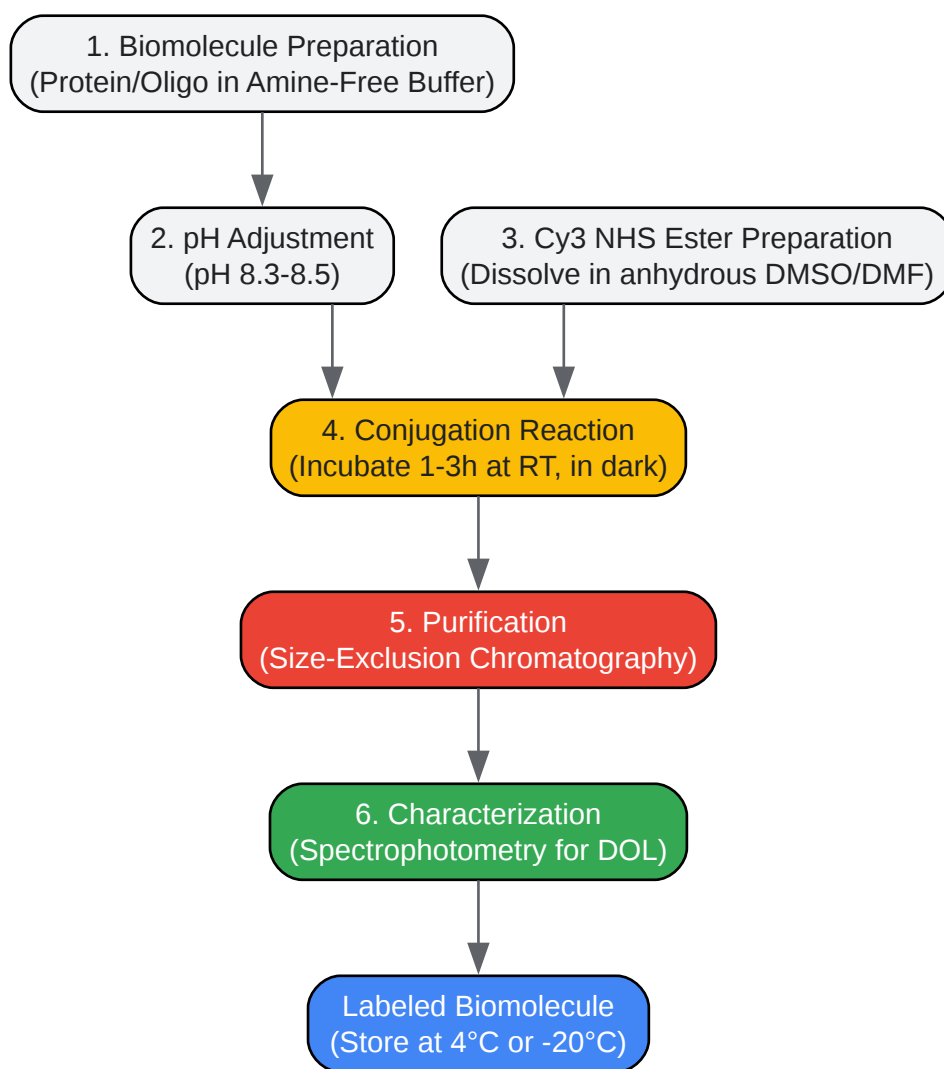 1. Biomolecule Preparation
(Protein/Oligo in Amine-Free Buffer)
2. pH Adjustment
(pH 8.3-8.5)
3. Cy3 NHS Ester Preparation
(Dissolve in anhydrous DMSO/DMF)
4. Conjugation Reaction
(Incubate 1-3h at RT, in dark)
5. Purification
(Size-Exclusion Chromatography)
6. Characterization
(Spectrophotometry for DOL)
Labeled Biomolecule
(Store at 4°C or -20°C)